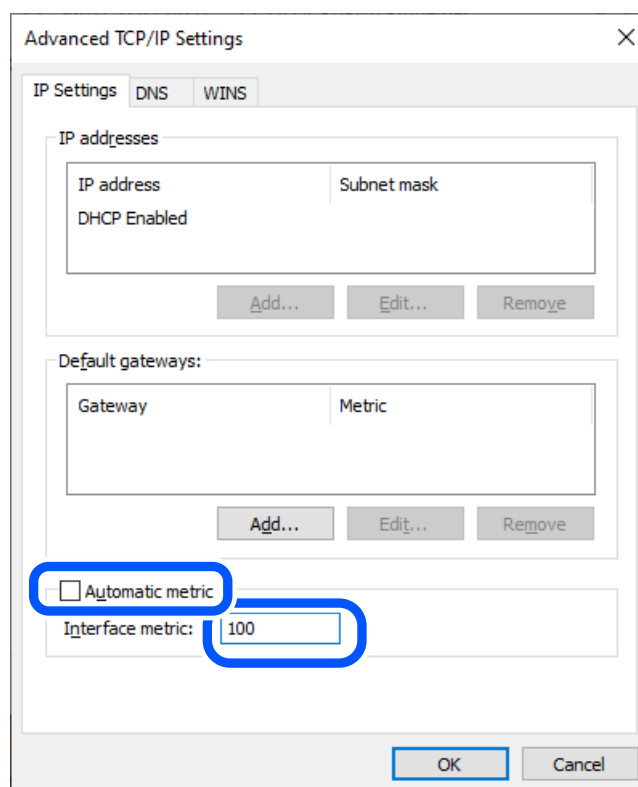 Advanced TCP/IP Settings
IP Settings DNS WINS
IP addresses
IP address Subnet mask
DHCP Enabled
Add... Edit... Remove
Default gateways:
Gateway Metric
Add... Edit... Remove
Automatic metric
Interface metric: 100
OK Cancel